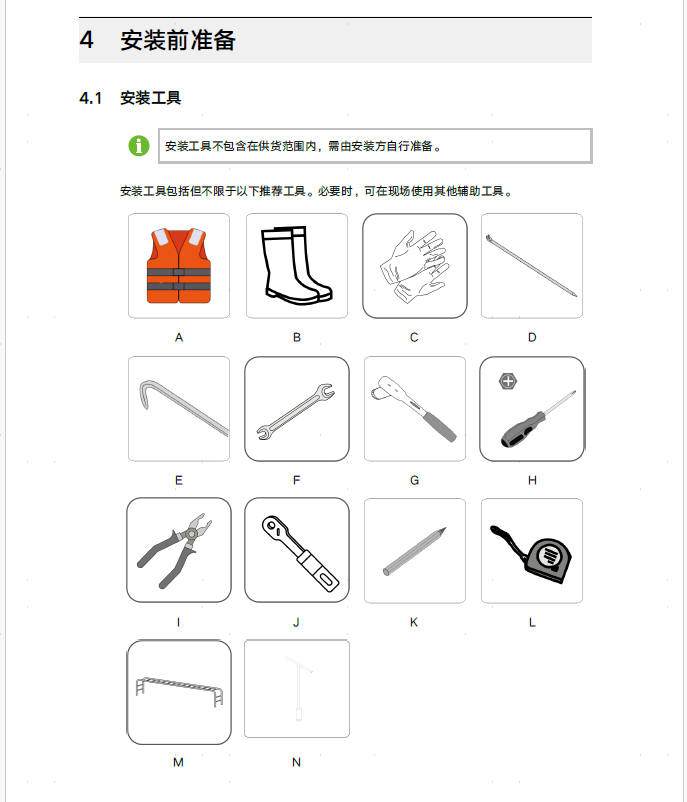 4 安装前准备
4.1 安装工具
安装工具不包含在供货范围内，需由安装方自行准备。
安装工具包括但不限于以下推荐工具。必要时，可在现场使用其他辅助工具。
A B C D
E F G H
I J K L
M N